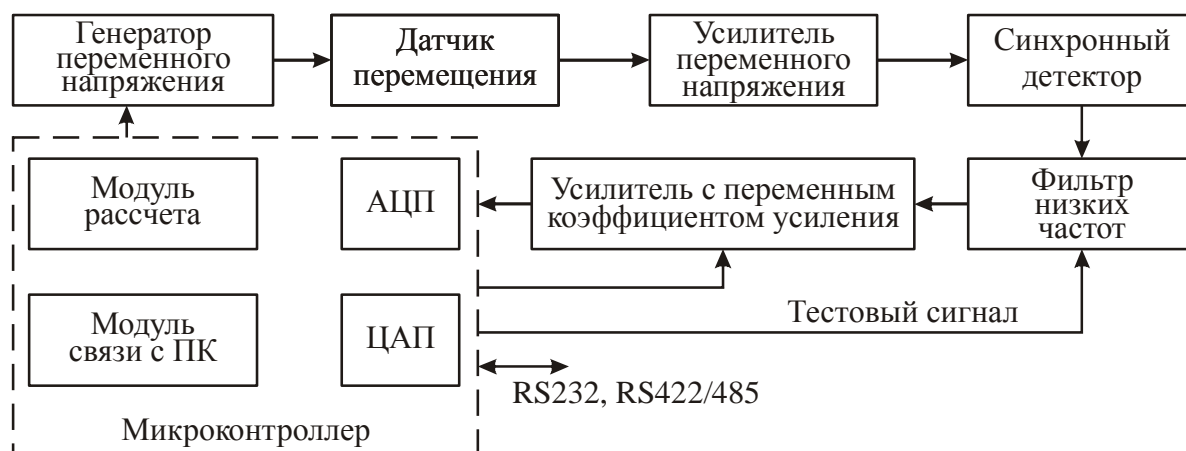 Генератор
переменного
напряжения
Датчик
перемещения
Усилитель
переменного
напряжения
Синхронный
детектор
Модуль
рассчета
АЦП
Усилитель с переменным
коэффициентом усиления
Фильтр
низких
частот
Модуль
связи с ПК
ЦАП
Тестовый сигнал
RS232, RS422/485
Микроконтроллер